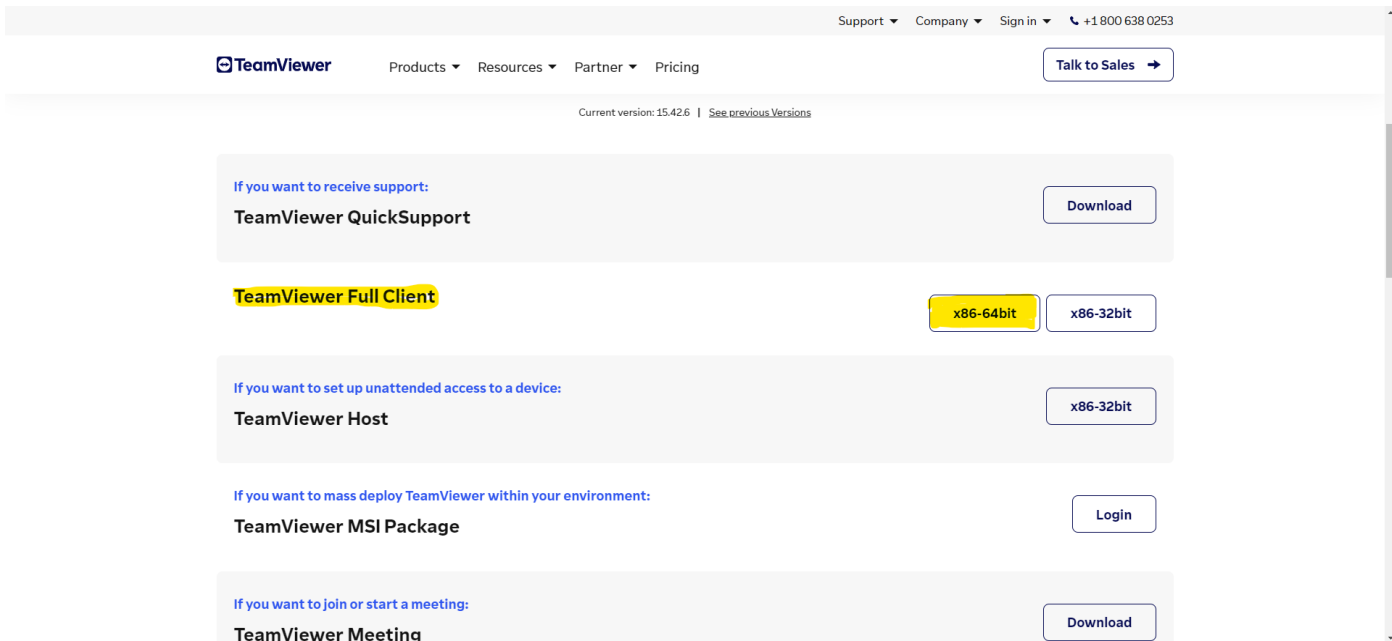 Support Company Sign in +1 800 638 0253
TeamViewer Products Resources Partner Pricing Talk to Sales
Current version: 15.42.6 | See previous Versions
If you want to receive support:
TeamViewer QuickSupport
Download
TeamViewer Full Client
x86-64bit x86-32bit
If you want to set up unattended access to a device:
TeamViewer Host
x86-32bit
If you want to mass deploy TeamViewer within your environment:
TeamViewer MSI Package
Login
If you want to join or start a meeting:
TeamViewer Meeting
Download